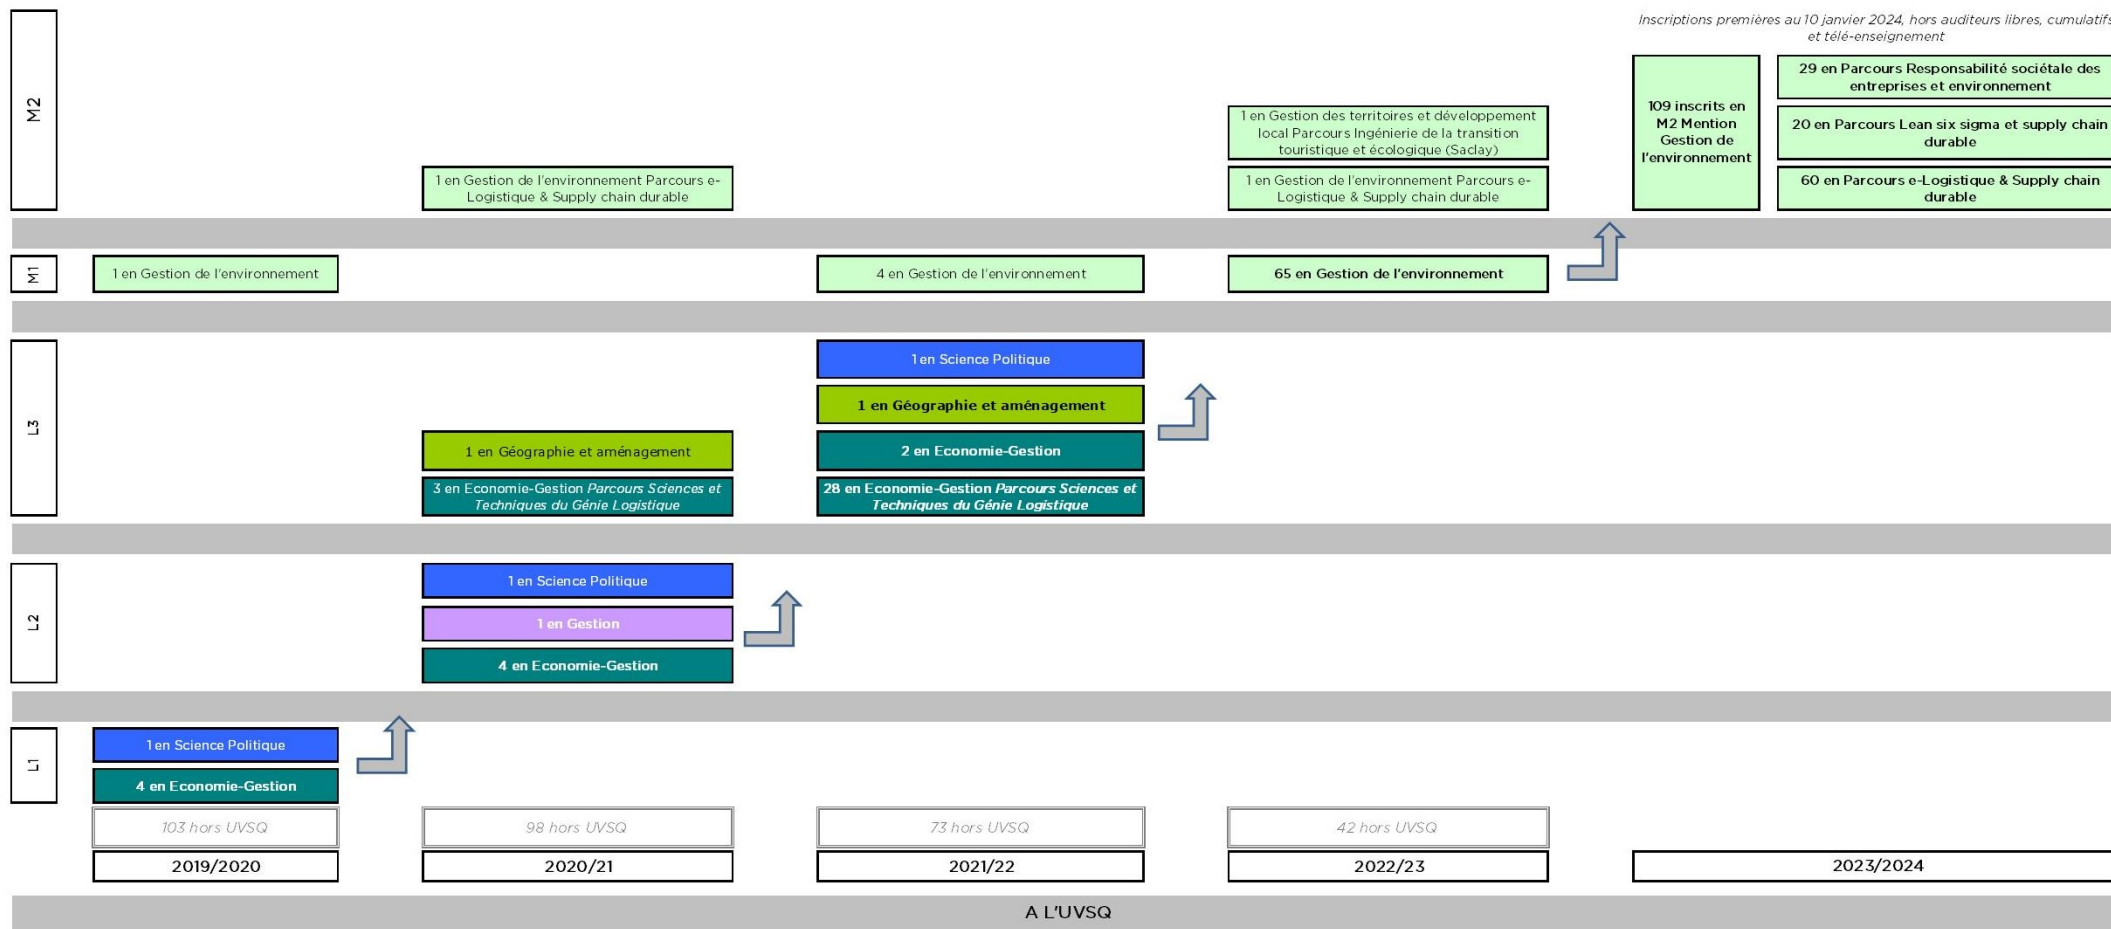 Inscriptions premières au 10 janvier 2024, hors auditeurs libres, cumulatifs
et télé-enseignement
M2
1 en Gestion de l'environnement Parcours e-
Logistique & Supply chain durable
1 en Gestion des territoires et développement
local Parcours Ingénierie de la transition
touristique et écologique (Saclay)
1 en Gestion de l'environnement Parcours e-
Logistique & Supply chain durable
109 inscrits en
M2 Mention
Gestion de
l'environnement
29 en Parcours Responsabilité sociétale des
entreprises et environnement
20 en Parcours Lean six sigma et supply chain
durable
60 en Parcours e-Logistique & Supply chain
durable
M1
1 en Gestion de l'environnement
4 en Gestion de l'environnement
65 en Gestion de l'environnement
L3
1 en Géographie et aménagement
3 en Economie-Gestion Parcours Sciences et
Techniques du Génie Logistique
1 en Science Politique
1 en Géographie et aménagement
2 en Economie-Gestion
28 en Economie-Gestion Parcours Sciences et
Techniques du Génie Logistique
L2
1 en Science Politique
1 en Gestion
4 en Economie-Gestion
L1
1 en Science Politique
4 en Economie-Gestion
103 hors UVSQ
98 hors UVSQ
73 hors UVSQ
42 hors UVSQ
2019/2020
2020/21
2021/22
2022/23
2023/2024
A L'UVSQ